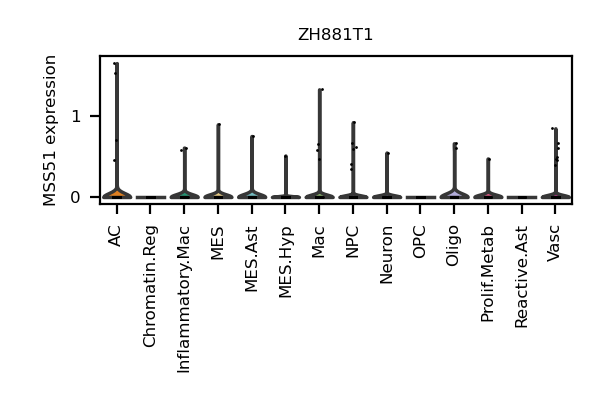 ZH881T1
MSS51 expression
1
0
AC
Chromatin.Reg
Inflammatory.Mac
MES
MES.Ast
MES.Hyp
Mac
NPC
Neuron
OPC
Oligo
Prolif.Metab
Reactive.Ast
Vasc